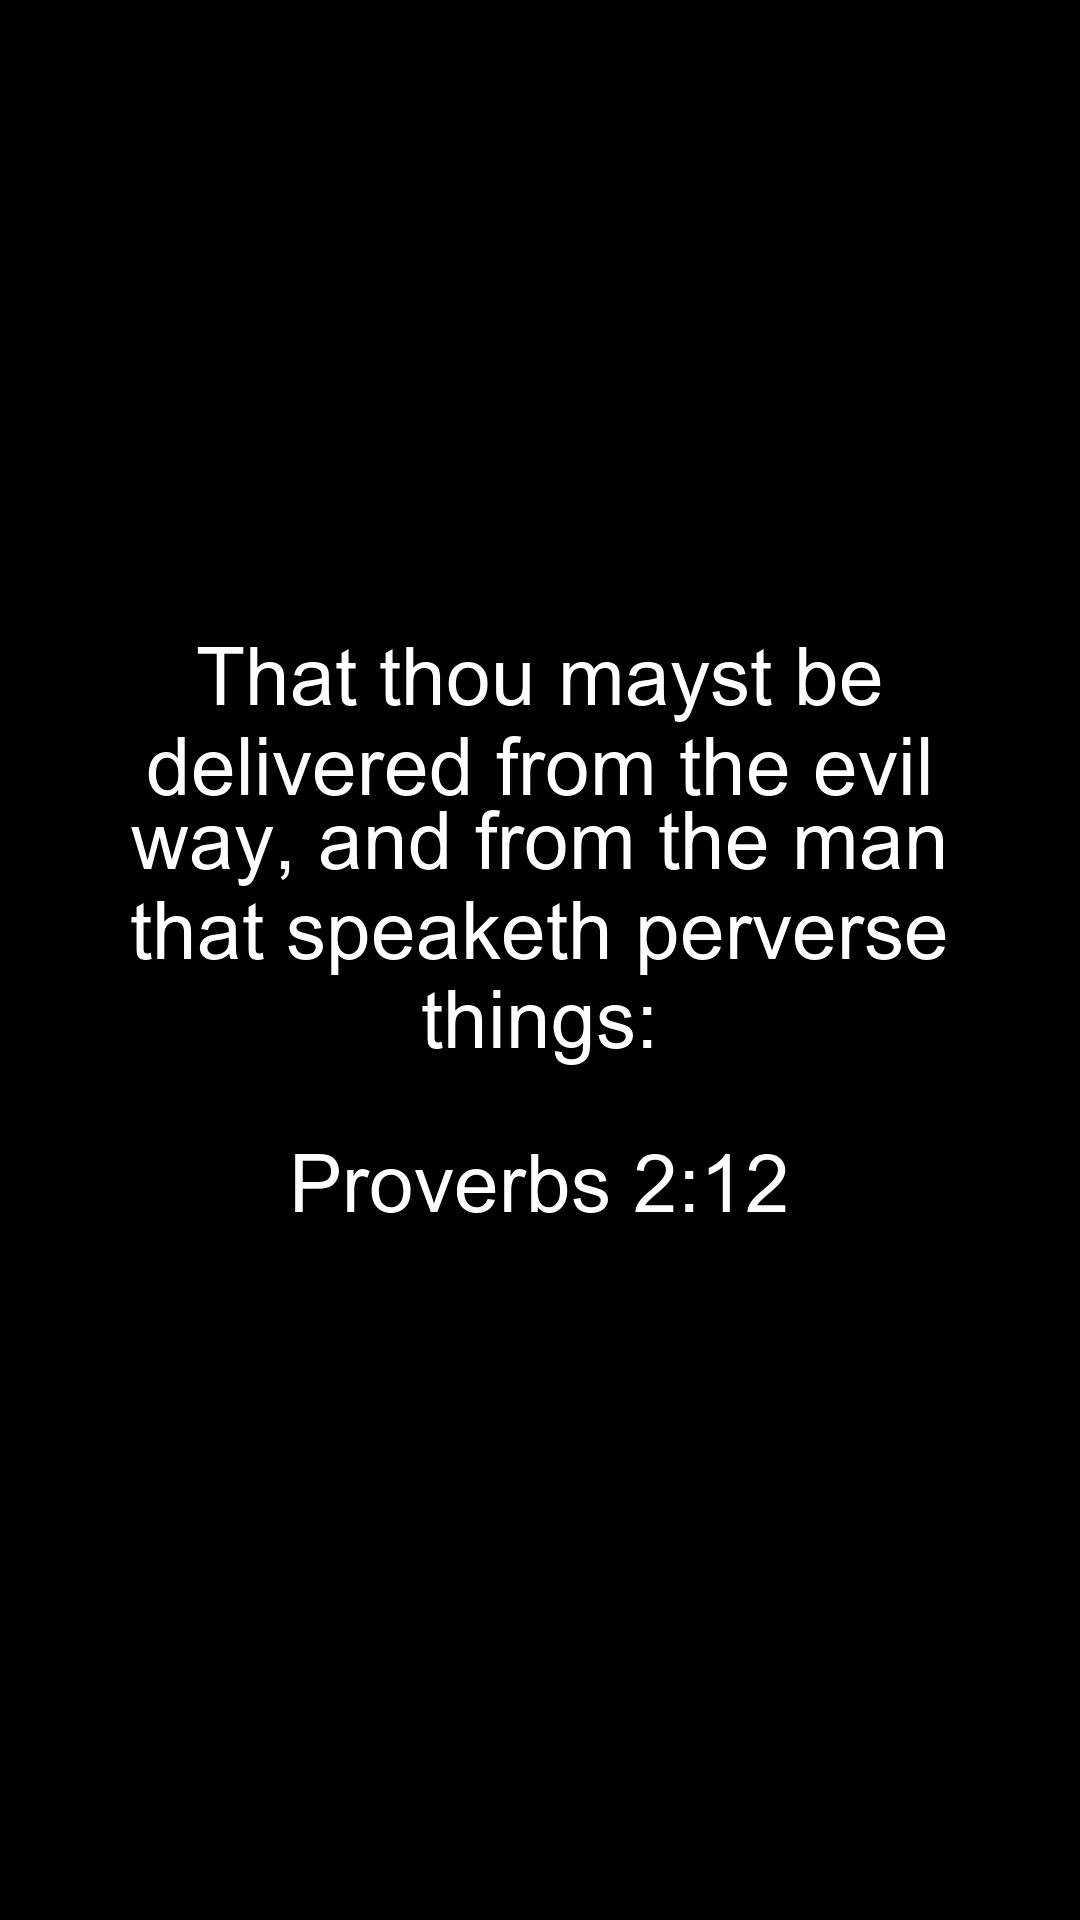 That thou mayst be
delivered from the evil
way, and from the man
that speaketh perverse
things:
Proverbs 2:12